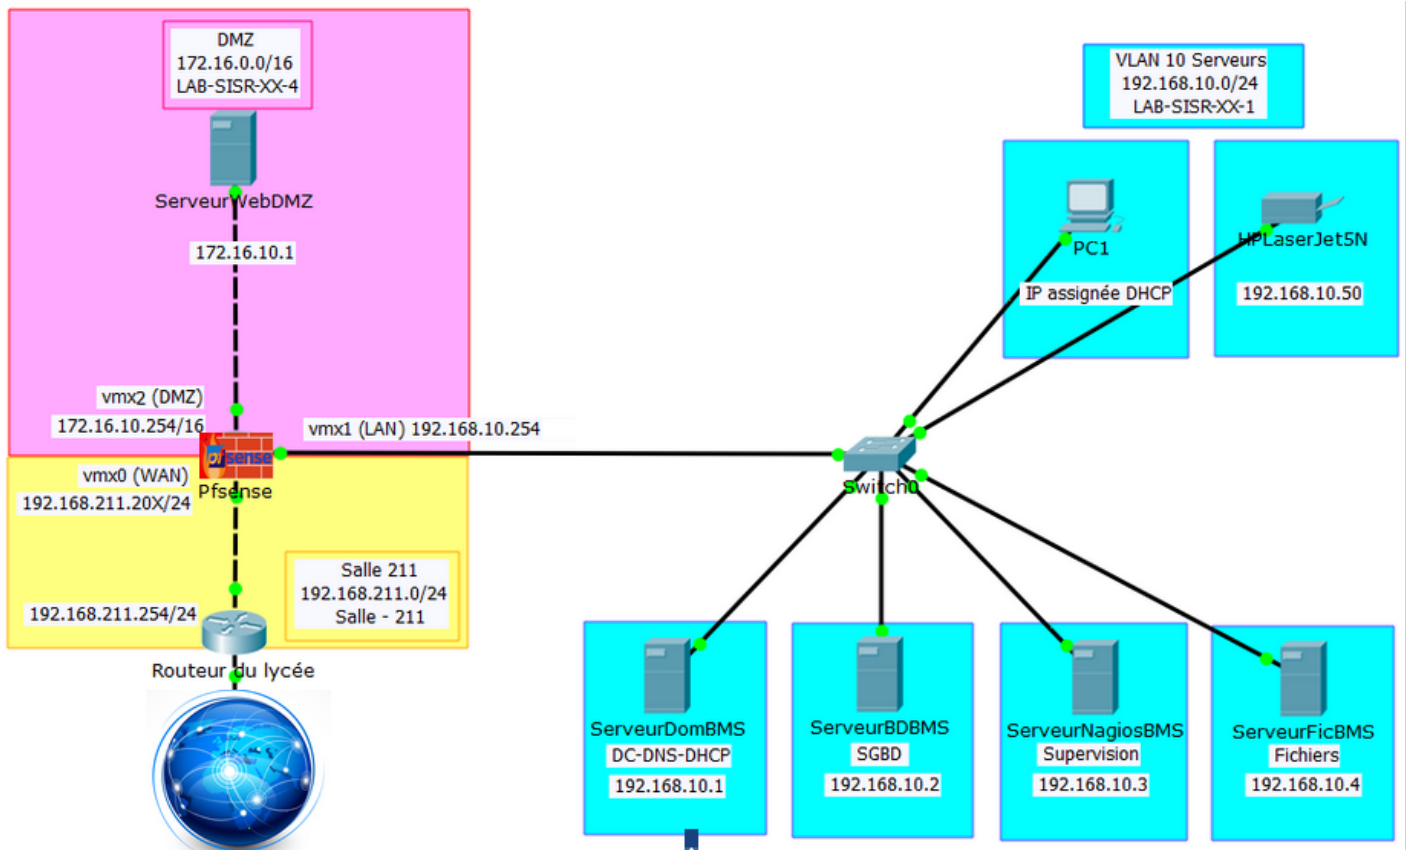 DMZ
172.16.0.0/16
LAB-SISR-XX-4
ServeurWebDMZ
172.16.10.1
vmx2 (DMZ)
172.16.10.254/16
pfsense
Pfsense
vmx0 (WAN)
192.168.211.20X/24
vmx1 (LAN) 192.168.10.254
Salle 211
192.168.211.0/24
Salle - 211
192.168.211.254/24
Routeur du lycée
VLAN 10 Serveurs
192.168.10.0/24
LAB-SISR-XX-1
PC1
IP assignée DHCP
HPLaserJet5N
192.168.10.50
Switch0
ServeurDomBMS
DC-DNS-DHCP
192.168.10.1
ServeurBDBMS
SGBD
192.168.10.2
ServeurNagiosBMS
Supervision
192.168.10.3
ServeurFicBMS
Fichiers
192.168.10.4